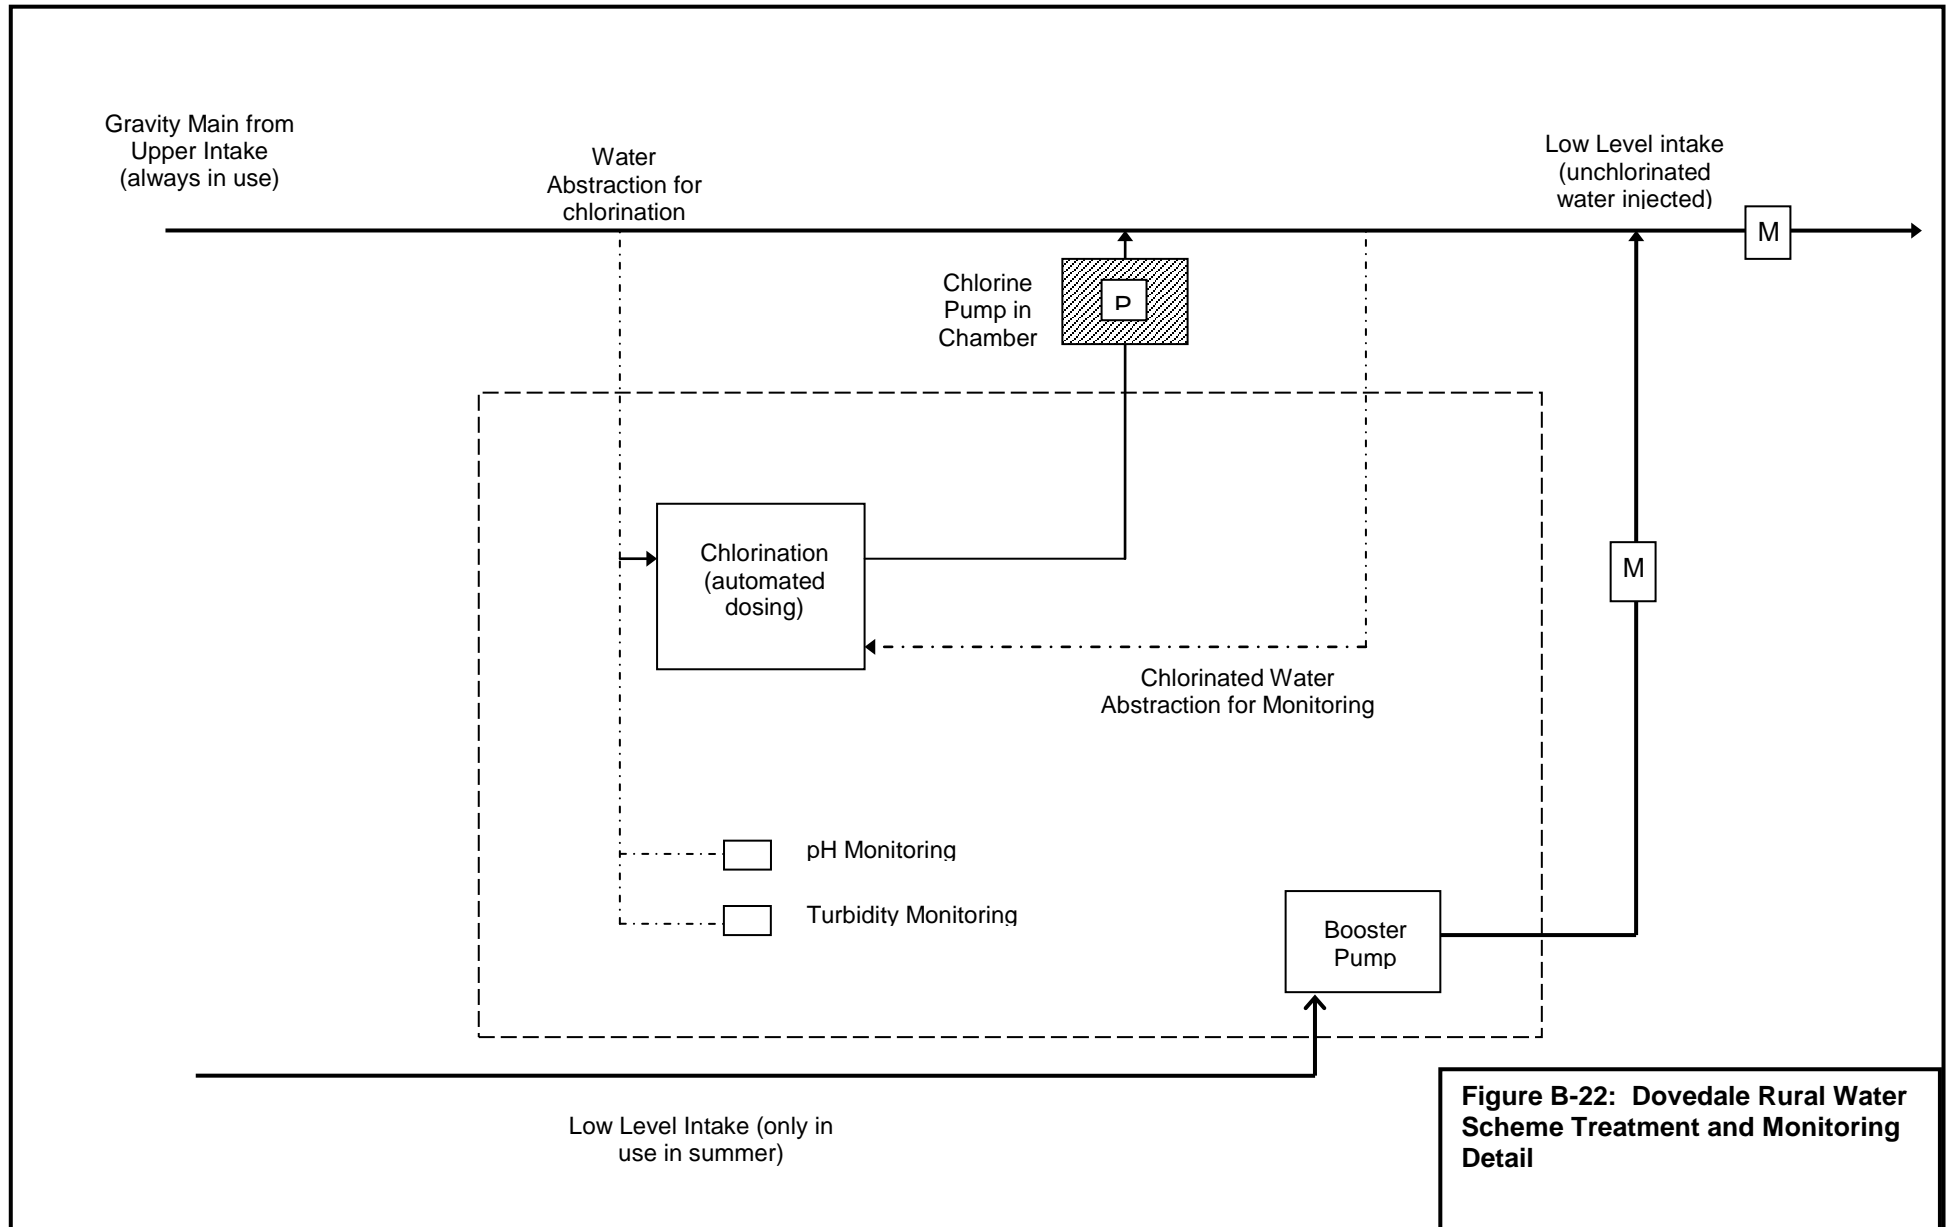 Gravity Main from
Upper Intake
(always in use)
Water
Abstraction for
chlorination
Low Level intake
(unchlorinated
water injected)
M
Chlorine
Pump in
Chamber
P
Chlorination
(automated
dosing)
M
Chlorinated Water
Abstraction for Monitoring
pH Monitoring
Turbidity Monitoring
Booster
Pump
Low Level Intake (only in
use in summer)
Figure B-22: Dovedale Rural Water
Scheme Treatment and Monitoring
Detail